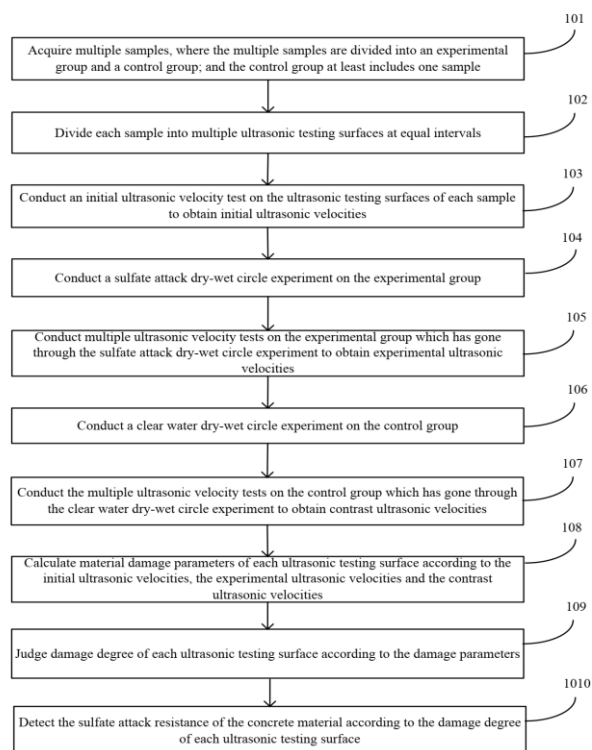 101
Acquire multiple samples, where the multiple samples are divided into an experimental
group and a control group; and the control group at least includes one sample
102
Divide each sample into multiple ultrasonic testing surfaces at equal intervals
103
Conduct an initial ultrasonic velocity test on the ultrasonic testing surfaces of each sample
to obtain initial ultrasonic velocities
104
Conduct a sulfate attack dry-wet circle experiment on the experimental group
105
Conduct multiple ultrasonic velocity tests on the experimental group which has gone
through the sulfate attack dry-wet circle experiment to obtain experimental ultrasonic
velocities
106
Conduct a clear water dry-wet circle experiment on the control group
107
Conduct the multiple ultrasonic velocity tests on the control group which has gone through
the clear water dry-wet circle experiment to obtain contrast ultrasonic velocities
108
Calculate material damage parameters of each ultrasonic testing surface according to the
initial ultrasonic velocities, the experimental ultrasonic velocities and the contrast
ultrasonic velocities
109
Judge damage degree of each ultrasonic testing surface according to the damage parameters
1010
Detect the sulfate attack resistance of the concrete material according to the damage degree
of each ultrasonic testing surface